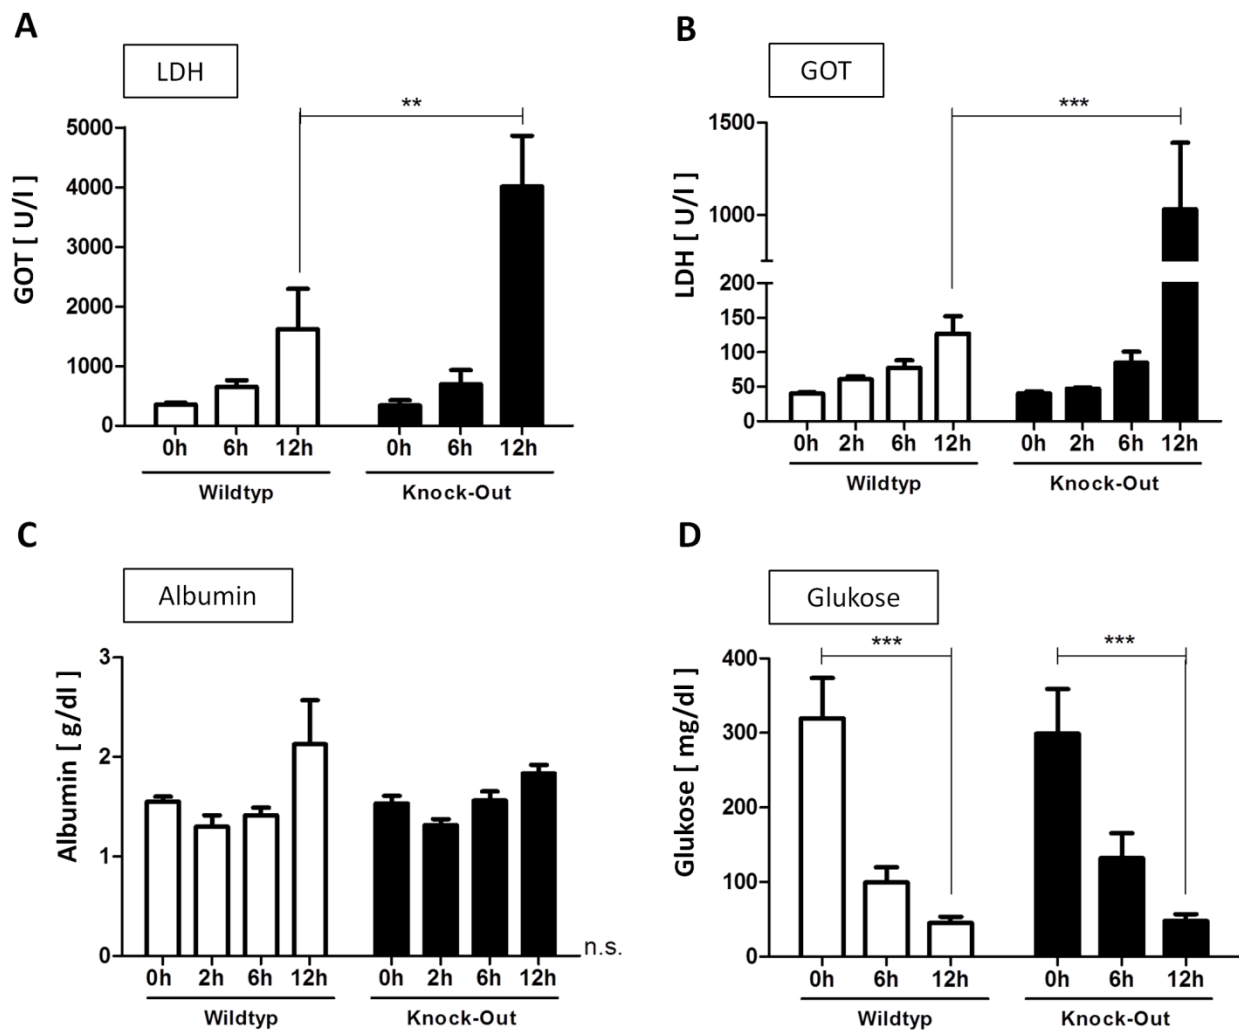 A
LDH
**
GOT [ U/l ]
5000
4000
3000
2000
1000
0
0h 6h 12h 0h 6h 12h
Wildtyp Knock-Out
B
GOT
***
LDH [ U/l ]
1500
1000
200
150
100
50
0
0h 2h 6h 12h 0h 2h 6h 12h
Wildtyp Knock-Out
C
Albumin
Albumin [ g/dl ]
3
2
1
0
n.s.
0h 2h 6h 12h 0h 2h 6h 12h
Wildtyp Knock-Out
D
Glukose
*** ***
Glukose [ mg/dl ]
400
300
200
100
0
0h 6h 12h 0h 6h 12h
Wildtyp Knock-Out